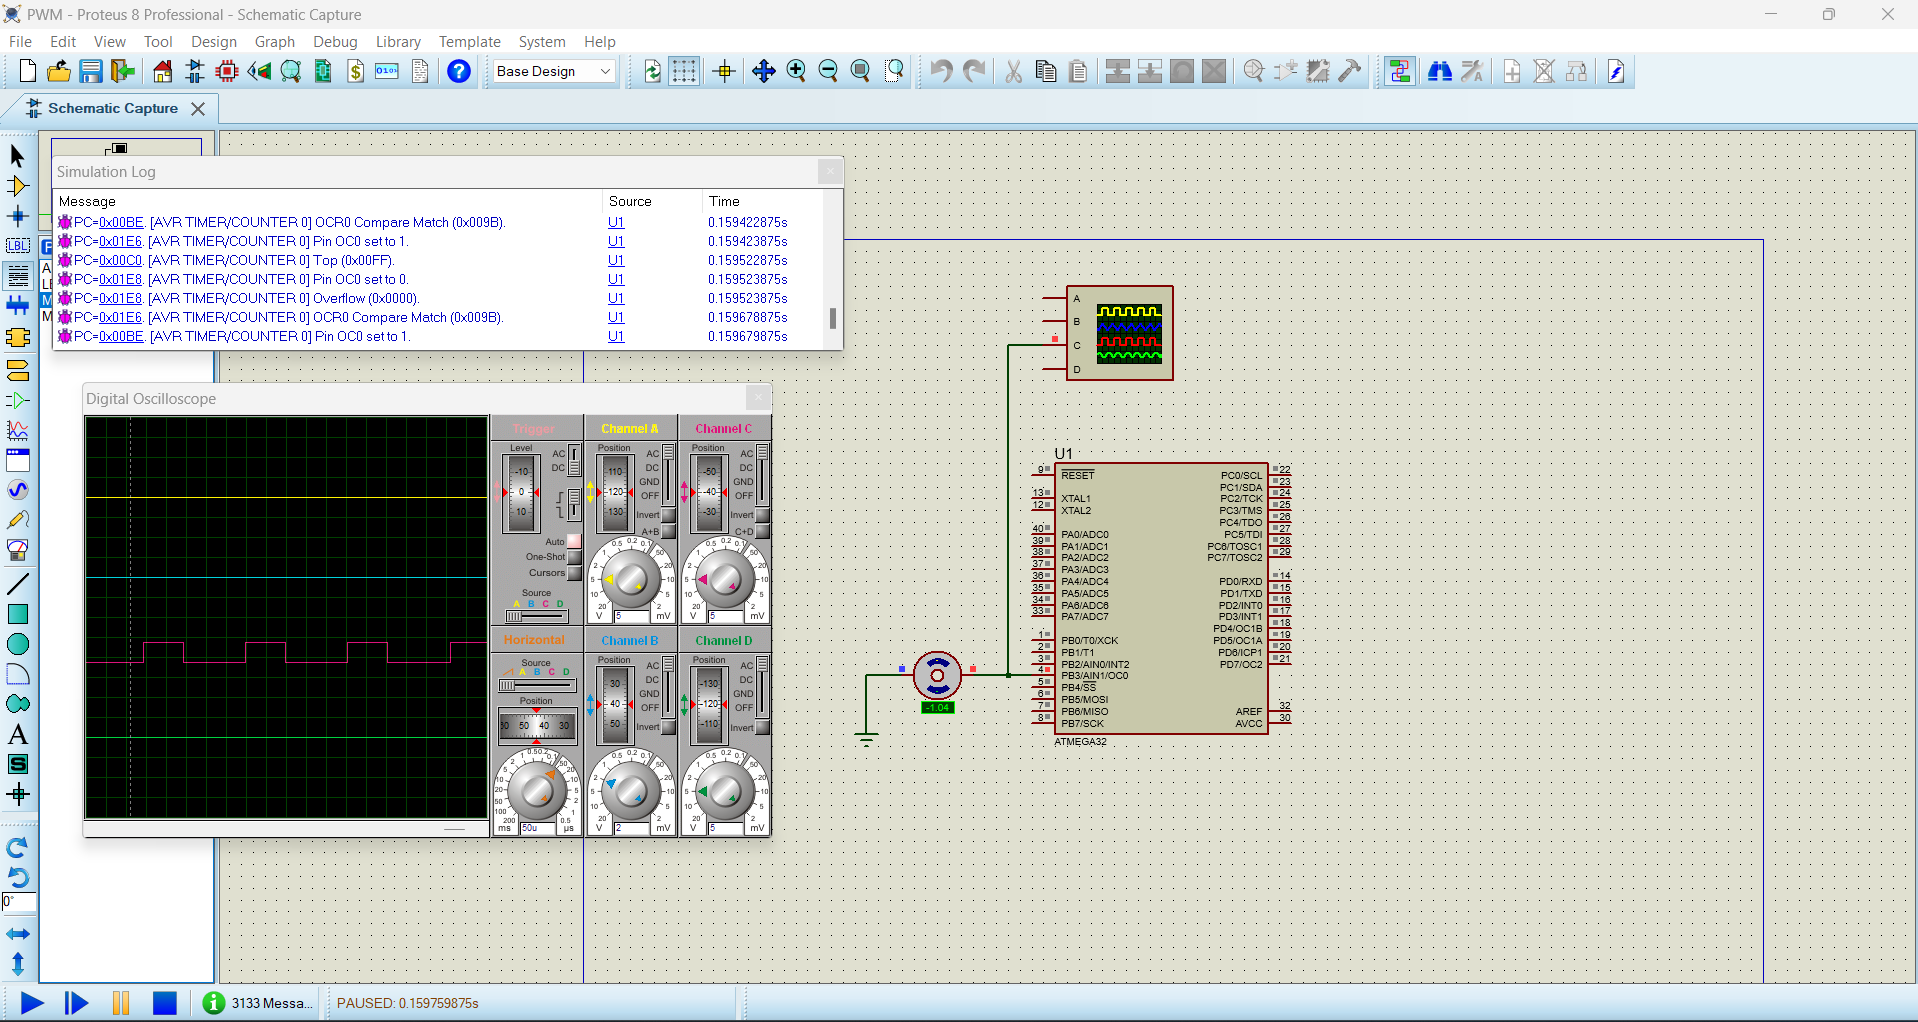 PWM - Proteus 8 Professional - Schematic Capture
File Edit View Tool Design Graph Debug Library Template System Help
Base Design
Schematic Capture
Simulation Log
Message Source Time
PC=0x00BE. [AVR TIMER/COUNTER 0] OCR0 Compare Match (0x009B). U1 0.159422875s
PC=0x01E6. [AVR TIMER/COUNTER 0] Pin OC0 set to 1. U1 0.159423875s
PC=0x00C0. [AVR TIMER/COUNTER 0] Top (0x00FF). U1 0.159522875s
PC=0x01E8. [AVR TIMER/COUNTER 0] Pin OC0 set to 0. U1 0.159523875s
PC=0x01E8. [AVR TIMER/COUNTER 0] Overflow (0x0000). U1 0.159523875s
PC=0x01E6. [AVR TIMER/COUNTER 0] OCR0 Compare Match (0x009B). U1 0.159678875s
PC=0x00BE. [AVR TIMER/COUNTER 0] Pin OC0 set to 1. U1 0.159679875s
Digital Oscilloscope
Trigger
Level
AC
DC
-10
0
10
Auto
One-Shot
Cursors
Source
A B C D
Channel A
Position
AC
DC
GND
OFF
Invert
A+B
110
120
130
V 5 mV
Channel C
Position
AC
DC
GND
OFF
Invert
C+D
-50
-40
-30
V 5 mV
Horizontal
Source
A B C D
Position
50 40 30
ms 50u µs
Channel B
Position
AC
DC
GND
OFF
Invert
30
40
50
V 2 mV
Channel D
Position
AC
DC
GND
OFF
Invert
-130
-120
-110
V 5 mV
A
B
C
D
U1
9 RESET
13 XTAL1
12 XTAL2
40 PA0/ADC0
39 PA1/ADC1
38 PA2/ADC2
37 PA3/ADC3
36 PA4/ADC4
35 PA5/ADC5
34 PA6/ADC6
33 PA7/ADC7
1 PB0/T0/XCK
2 PB1/T1
3 PB2/AIN0/INT2
4 PB3/AIN1/OC0
5 PB4/SS
6 PB5/MOSI
7 PB6/MISO
8 PB7/SCK
PC0/SCL 22
PC1/SDA 23
PC2/TCK 24
PC3/TMS 25
PC4/TDO 26
PC5/TDI 27
PC6/TOSC1 28
PC7/TOSC2 29
PD0/RXD 14
PD1/TXD 15
PD2/INT0 16
PD3/INT1 17
PD4/OC1B 18
PD5/OC1A 19
PD6/ICP1 20
PD7/OC2 21
AREF 32
AVCC 30
ATMEGA32
-1.04
0°
3133 Messa...
PAUSED: 0.159759875s